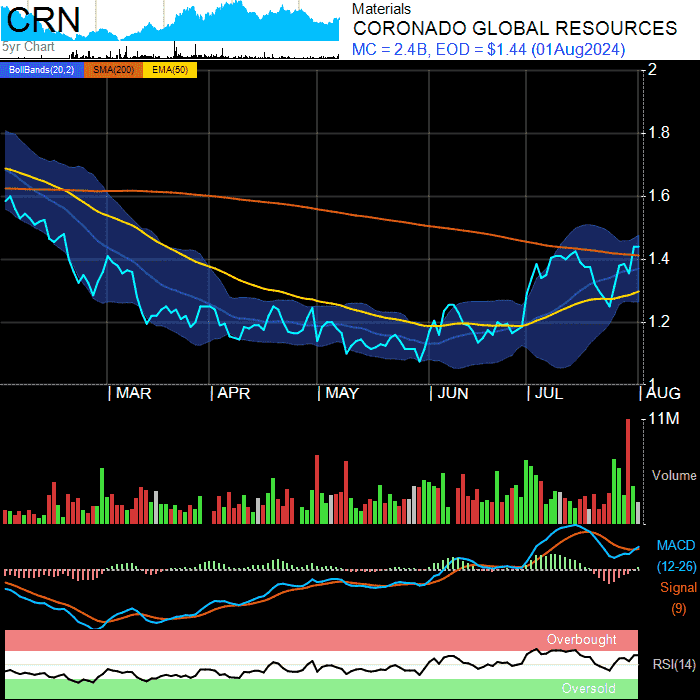 CRN
5yr Chart
Materials
CORONADO GLOBAL RESOURCES
MC = 2.4B, EOD = $1.44 (01Aug2024)
BollBands(20,2) SMA(200) EMA(50)
2
1.8
1.6
1.4
1.2
1
MAR APR MAY JUN JUL AUG
11M
Volume
MACD
(12-26)
Signal
(9)
Overbought
RSI(14)
Oversold